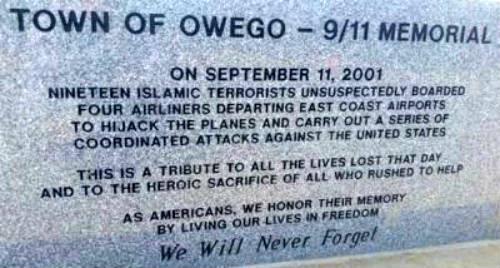 TOWN OF OWEGO – 9/11 MEMORIAL
ON SEPTEMBER 11, 2001
NINETEEN ISLAMIC TERRORISTS UNSUSPECTEDLY BOARDED
FOUR AIRLINERS DEPARTING EAST COAST AIRPORTS
TO HIJACK THE PLANES AND CARRY OUT A SERIES OF
COORDINATED ATTACKS AGAINST THE UNITED STATES
THIS IS A TRIBUTE TO ALL THE LIVES LOST THAT DAY
AND TO THE HEROIC SACRIFICE OF ALL WHO RUSHED TO HELP
AS AMERICANS, WE HONOR THEIR MEMORY
BY LIVING OUR LIVES IN FREEDOM
We Will Never Forget